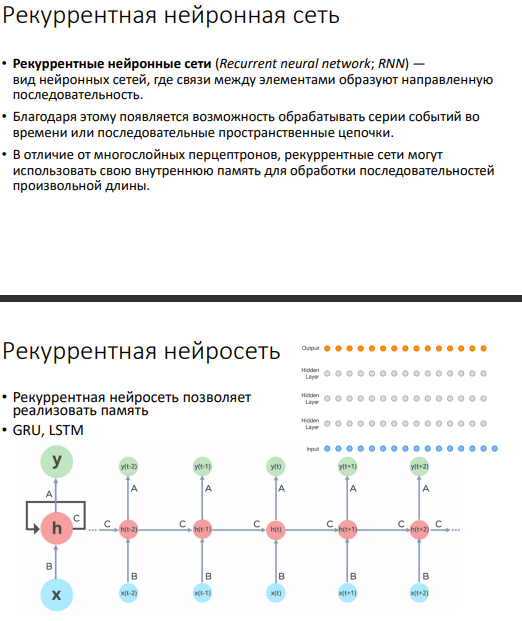 Рекуррентная нейронная сеть
• Рекуррентные нейронные сети (Recurrent neural network; RNN) —
вид нейронных сетей, где связи между элементами образуют направленную
последовательность.
• Благодаря этому появляется возможность обрабатывать серии событий во
времени или последовательные пространственные цепочки.
• В отличие от многослойных перцептронов, рекуррентные сети могут
использовать свою внутреннюю память для обработки последовательностей
произвольной длины.
Рекуррентная нейросеть
• Рекуррентная нейросеть позволяет
реализовать память
• GRU, LSTM
Output
Hidden
Layer
Hidden
Layer
Hidden
Layer
Input
y y(t-2) y(t-1) y(t) y(t+1) y(t+2)
A A A A A A
C C C C C C C
h h(t-2) h(t-1) h(t) h(t+1) h(t+2)
B B B B B B
x x(t-2) x(t-1) x(t) x(t+1) x(t+2)